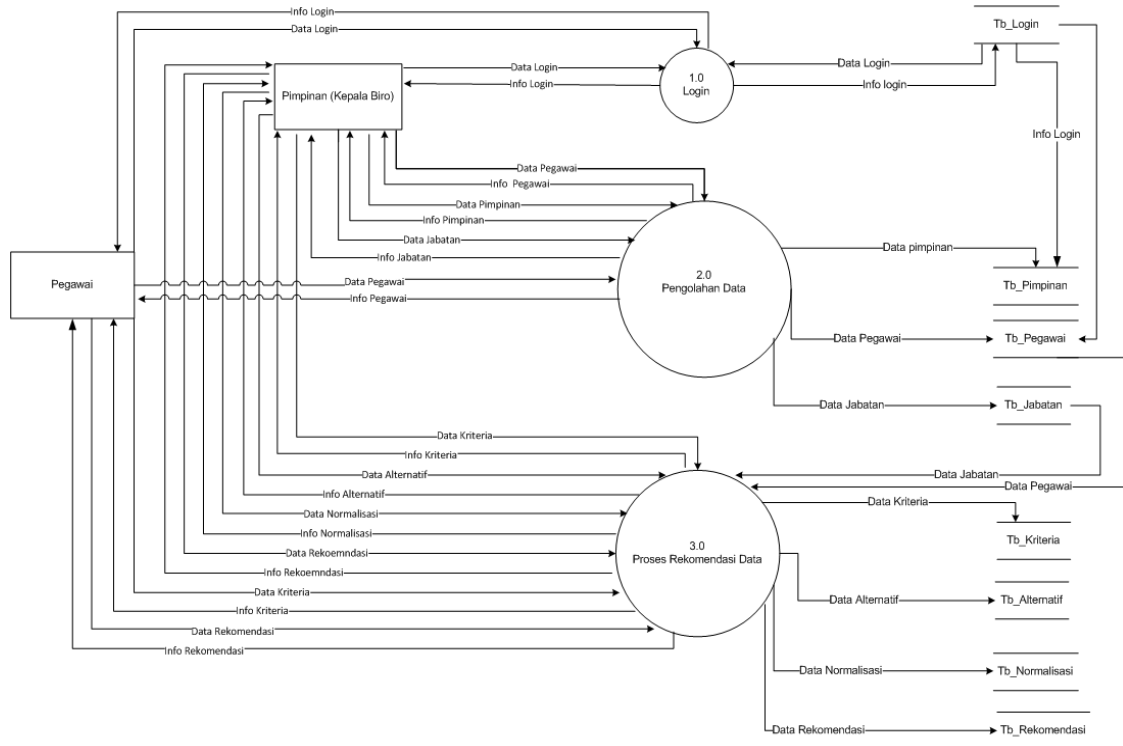 Info Login
Data Login
Tb_Login
Data Login
Info Login
1.0
Login
Data Login
Info login
Pimpinan (Kepala Biro)
Info Login
Data Pegawai
Info Pegawai
Data Pimpinan
Info Pimpinan
Data Jabatan
Info Jabatan
Data pimpinan
Pegawai
Data Pegawai
Info Pegawai
2.0
Pengolahan Data
Tb_Pimpinan
Data Pegawai
Tb_Pegawai
Data Jabatan
Tb_Jabatan
Data Kriteria
Info Kriteria
Data Alternatif
Info Alternatif
Data Normalisasi
Info Normalisasi
Data Rekoemndasi
Info Rekoemndasi
Data Kriteria
Info Kriteria
Data Rekomendasi
Info Rekomendasi
3.0
Proses Rekomendasi Data
Data Jabatan
Data Pegawai
Data Kriteria
Tb_Kriteria
Data Alternatif
Tb_Alternatif
Data Normalisasi
Tb_Normalisasi
Data Rekomendasi
Tb_Rekomendasi